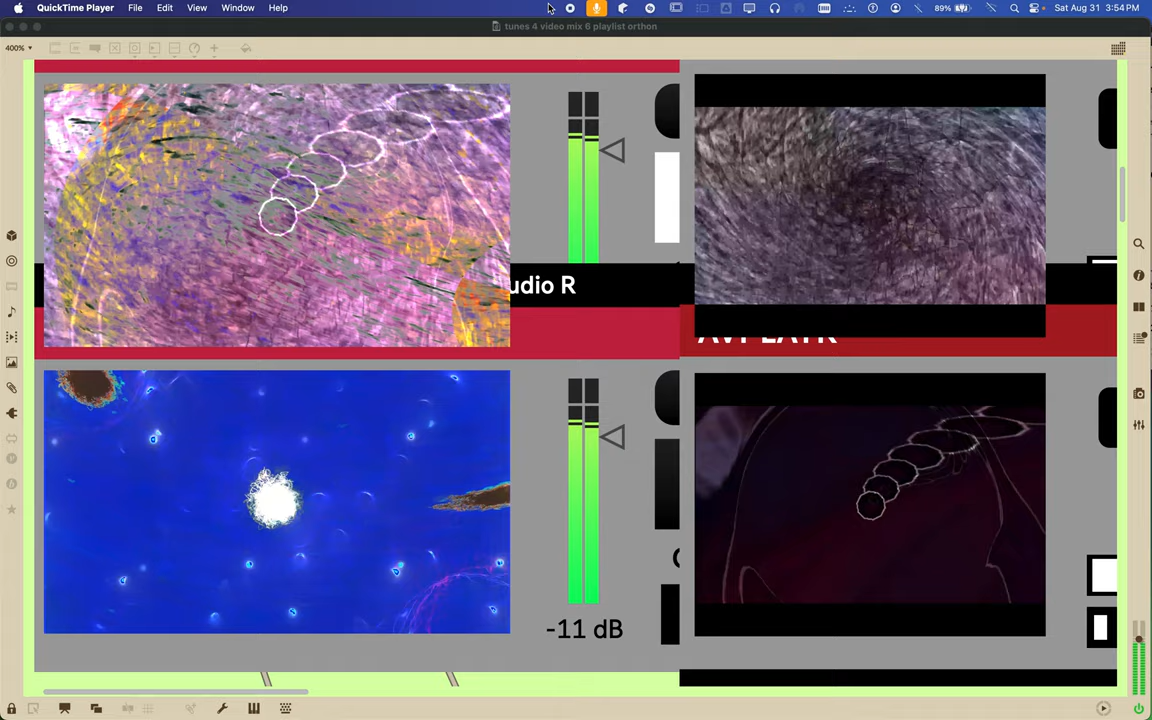 QuickTime Player File Edit View Window Help 89% Sat Aug 31 3:54 PM
tunes 4 video mix 6 playlist orthon
400%
udio R
-11 dB